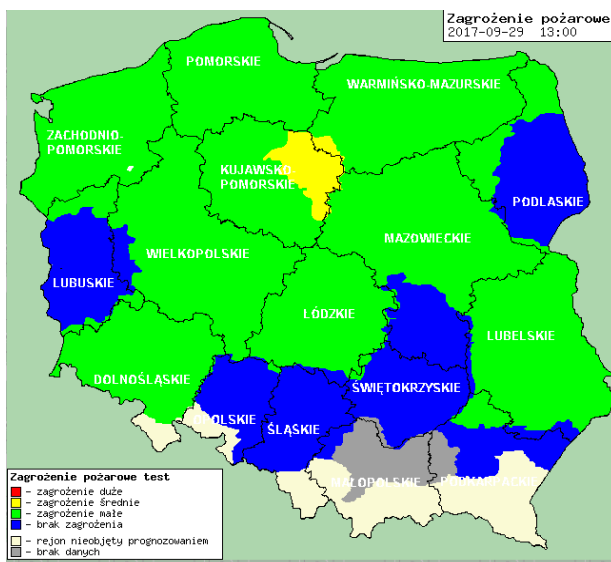 Zagrożenie pożarowe
2017-09-29 13:00
POMORSKIE
WARMIŃSKO-MAZURSKIE
ZACHODNIO-
POMORSKIE
KUJAWSKO-
POMORSKIE
PODLASKIE
MAZOWIECKIE
WIELKOPOLSKIE
LUBUSKIE
ŁÓDZKIE
LUBELSKIE
DOLNOŚLĄSKIE
ŚWIĘTOKRZYSKIE
OPOLSKIE
ŚLĄSKIE
MAŁOPOLSKIE
PODKARPACKIE
Zagrożenie pożarowe test
- zagrożenie duże
- zagrożenie średnie
- zagrożenie małe
- brak zagrożenia
- rejon nieobjęty prognozowaniem
- brak danych